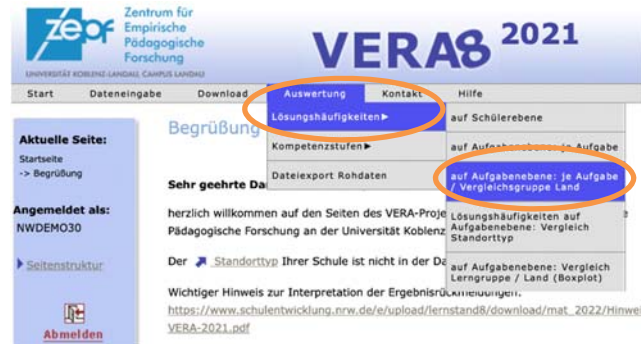 zepf
Zentrum für
Empirische
Pädagogische
Forschung
UNIVERSITÄT KOBLENZ-LANDAU, CAMPUS LANDAU
VERA8 2021
Start Dateneingabe Download Auswertung Kontakt Hilfe
Aktuelle Seite:
Startseite
-> Begrüßung
Angemeldet als:
NWDEMO30
Seitenstruktur
Abmelden
Lösungshäufigkeiten
Kompetenzstufen
Dateiexport Rohdaten
auf Schülerebene
auf Aufgabenebene: je Aufgabe
auf Aufgabenebene: je Aufgabe
/ Vergleichsgruppe Land
Lösungshäufigkeiten auf
Aufgabenebene: Vergleich
Standorttyp
auf Aufgabenebene: Vergleich
Lerngruppe / Land (Boxplot)
Begrüßung
Sehr geehrte Da
herzlich willkommen auf den Seiten des VERA-Proje
Pädagogische Forschung an der Universität Koblenz
Der Standorttyp Ihrer Schule ist nicht in der Da
Wichtiger Hinweis zur Interpretation der Ergebnisrückmeldungen:
https://www.schulentwicklung.nrw.de/e/upload/lernstand8/download/mat_2022/Hinwei
VERA-2021.pdf